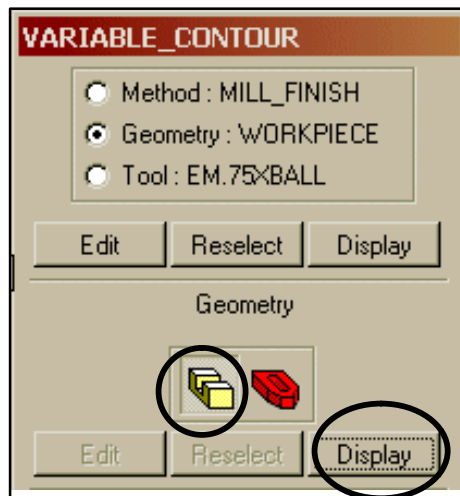 VARIABLE_CONTOUR
Method : MILL_FINISH
Geometry : WORKPIECE
Tool : EM.75XBALL
Edit Reselect Display
Geometry
Edit Reselect Display